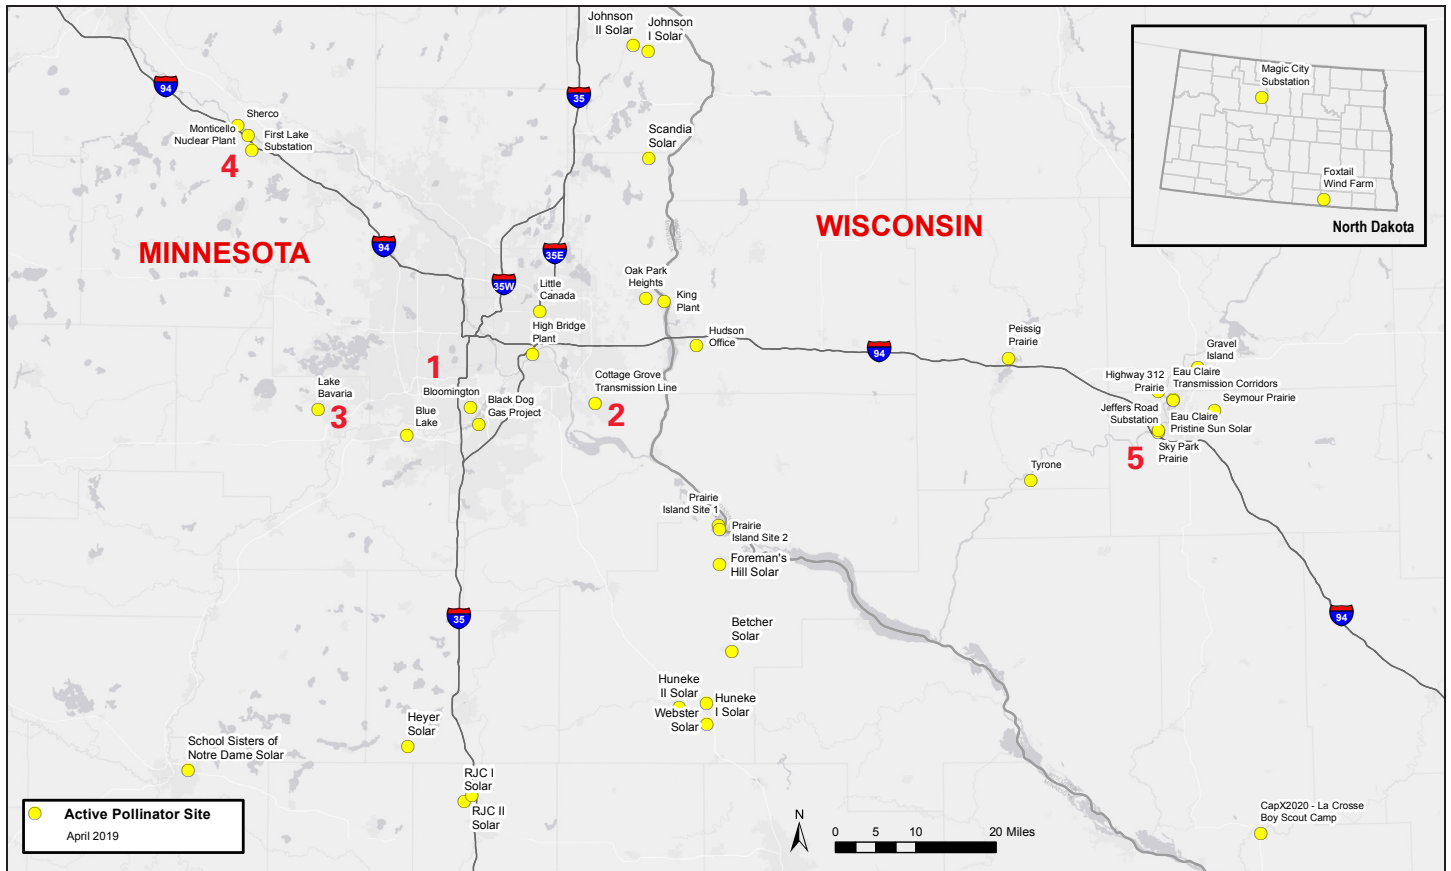 Johnson
II Solar
Johnson
I Solar
94
35
Magic City
Substation
Sherco
Monticello
Nuclear Plant
First Lake
Substation
4
Scandia
Solar
Foxtail
Wind Farm
North Dakota
MINNESOTA
WISCONSIN
94
35E
35W
Little
Canada
Oak Park
Heights
King
Plant
High Bridge
Plant
Hudson
Office
94
Peissig
Prairie
Gravel
Island
1
Lake
Bavaria
3
Bloomington
Blue
Lake
Black Dog
Gas Project
Cottage Grove
Transmission Line
2
Highway 312
Prairie
Eau Claire
Transmission Corridors
Seymour Prairie
Jeffers Road
Substation
Eau Claire
Pristine Sun Solar
Sky Park
Prairie
5
Tyrone
Prairie
Island Site 1
Prairie
Island Site 2
Foreman's
Hill Solar
35
94
Betcher
Solar
Huneke
II Solar
Huneke
I Solar
Webster
Solar
Heyer
Solar
School Sisters of
Notre Dame Solar
RJC I
Solar
RJC II
Solar
CapX2020 - La Crosse
Boy Scout Camp
Active Pollinator Site
April 2019
N
0 5 10 20 Miles